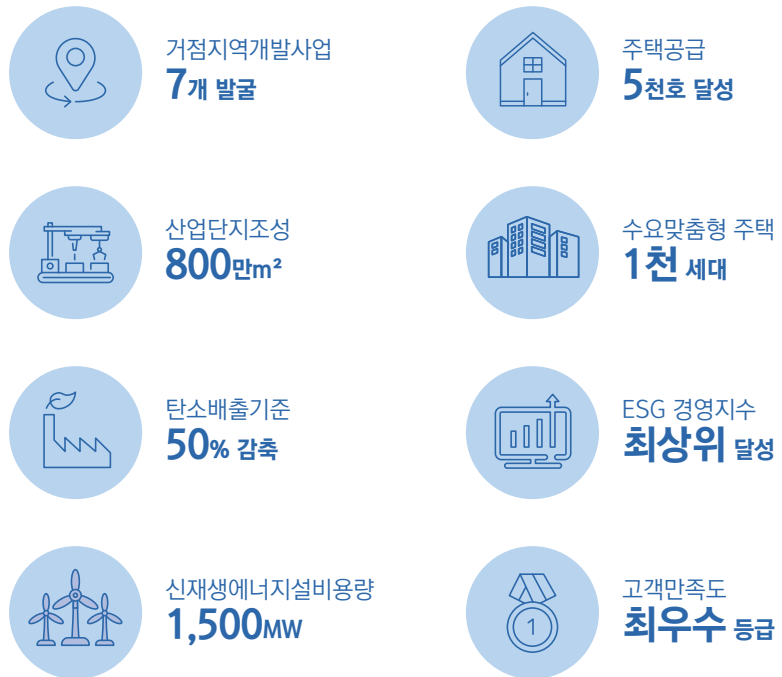 거점지역개발사업
7개 발굴
주택공급
5천호 달성
산업단지조성
800만m²
수요맞춤형 주택
1천 세대
탄소배출기준
50% 감축
ESG 경영지수
최상위 달성
신재생에너지설비용량
1,500MW
고객만족도
최우수 등급
1